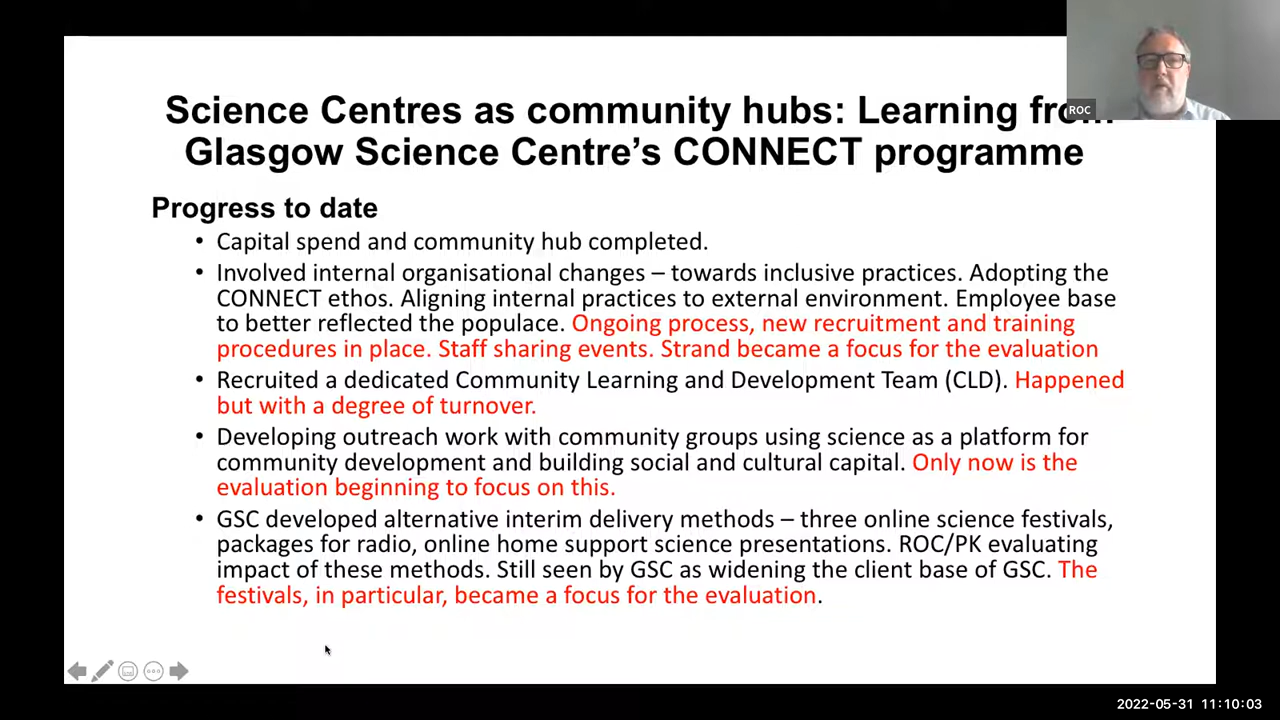 Science Centres as community hubs: Learning from
Glasgow Science Centre's CONNECT programme
ROC
Progress to date
• Capital spend and community hub completed.
• Involved internal organisational changes – towards inclusive practices. Adopting the
CONNECT ethos. Aligning internal practices to external environment. Employee base
to better reflected the populace. Ongoing process, new recruitment and training
procedures in place. Staff sharing events. Strand became a focus for the evaluation
• Recruited a dedicated Community Learning and Development Team (CLD). Happened
but with a degree of turnover.
• Developing outreach work with community groups using science as a platform for
community development and building social and cultural capital. Only now is the
evaluation beginning to focus on this.
• GSC developed alternative interim delivery methods – three online science festivals,
packages for radio, online home support science presentations. ROC/PK evaluating
impact of these methods. Still seen by GSC as widening the client base of GSC. The
festivals, in particular, became a focus for the evaluation.
2022-05-31 11:10:03